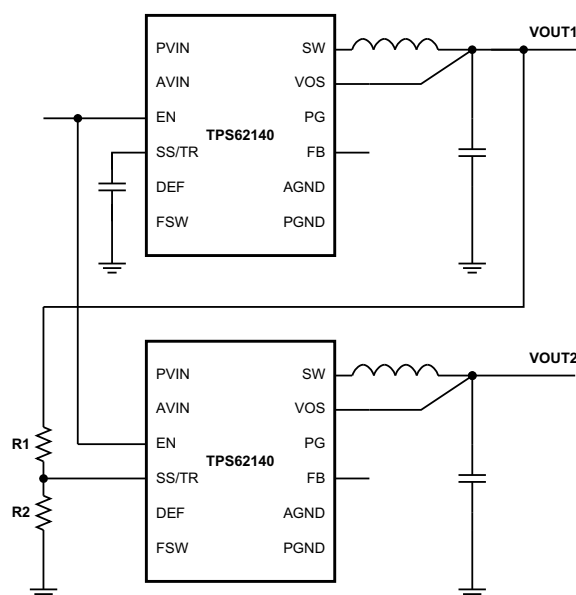 VOUT1
PVIN SW
AVIN VOS
EN PG
TPS62140
SS/TR FB
DEF AGND
FSW PGND
VOUT2
PVIN SW
AVIN VOS
R1
EN PG
TPS62140
SS/TR FB
R2
DEF AGND
FSW PGND